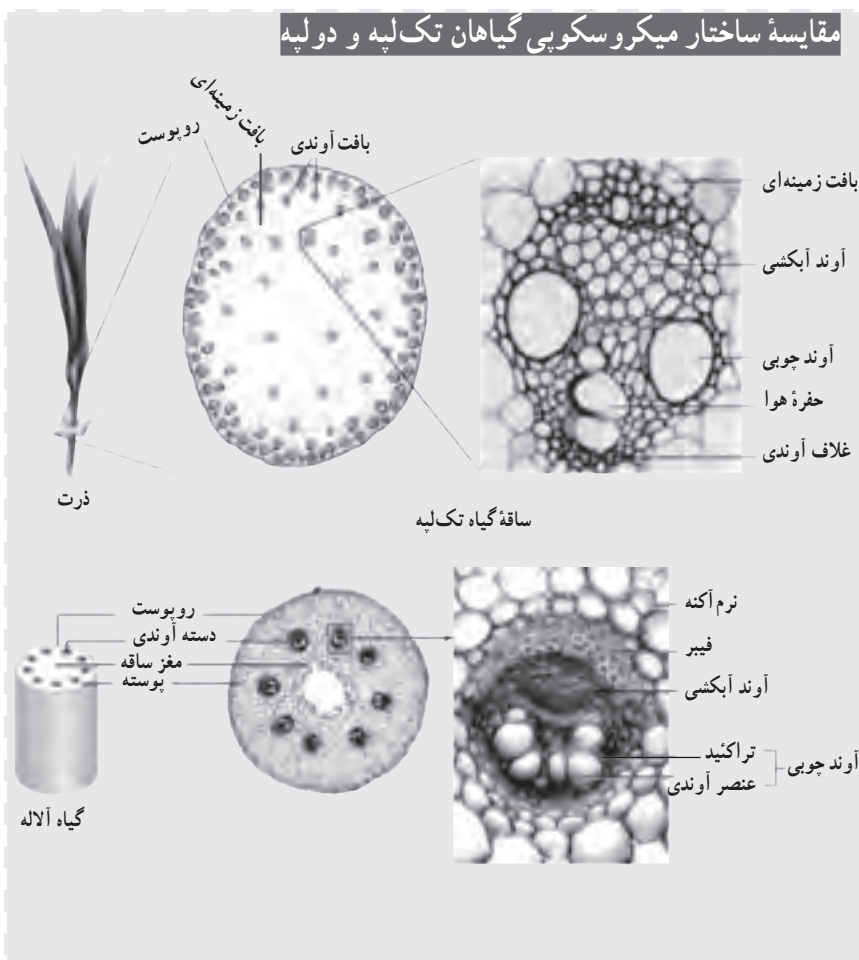 مقایسهٔ ساختار میکروسکوپی گیاهان تک‌لپه و دولپه
بافت زمینه‌ای
روپوست
بافت آوندی
بافت زمینه‌ای
آوند آبکشی
آوند چوبی
حفرهٔ هوا
غلاف آوندی
ذرت
ساقهٔ گیاه تک‌لپه
روپوست
دسته آوندی
مغز ساقه
پوسته
نرم آکنه
فیبر
آوند آبکشی
تراکئید
عنصر آوندی
آوند چوبی
گیاه آلاله